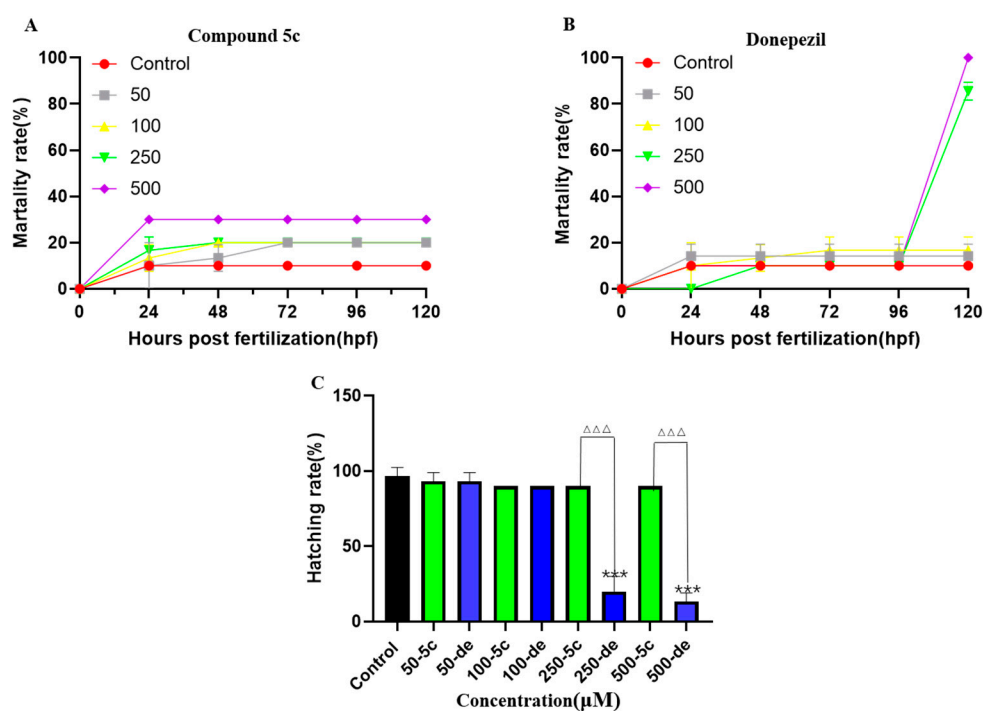 A
Compound 5c
Martality rate(%)
100
80
60
40
20
0
Control
50
100
250
500
0 24 48 72 96 120
Hours post fertilization(hpf)
B
Donepezil
Martality rate(%)
100
80
60
40
20
0
Control
50
100
250
500
0 24 48 72 96 120
Hours post fertilization(hpf)
C
Hatching rate(%)
150
100
50
0
△△△
△△△
***
***
Control 50-5c 50-de 100-5c 100-de 250-5c 250-de 500-5c 500-de
Concentration(μM)